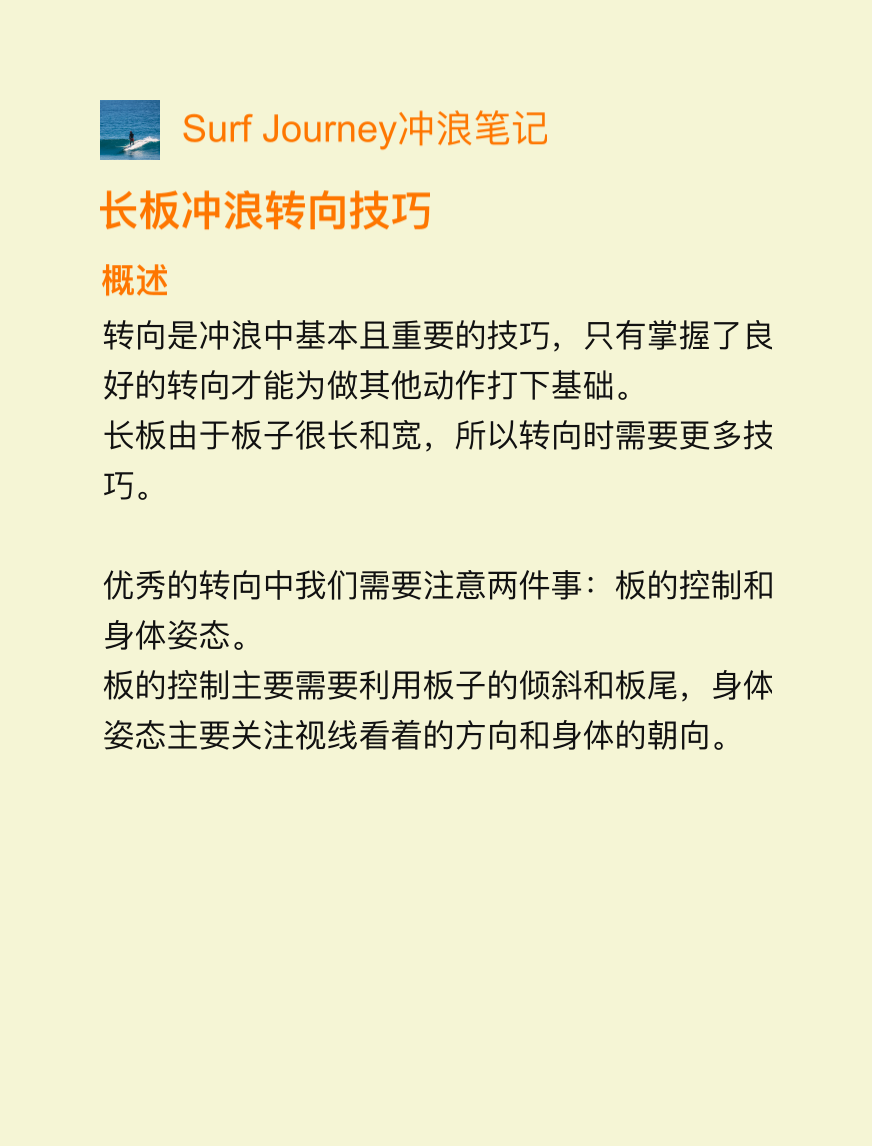 Surf Journey冲浪笔记
长板冲浪转向技巧
概述
转向是冲浪中基本且重要的技巧，只有掌握了良
好的转向才能为做其他动作打下基础。
长板由于板子很长和宽，所以转向时需要更多技
巧。
优秀的转向中我们需要注意两件事：板的控制和
身体姿态。
板的控制主要需要利用板子的倾斜和板尾，身体
姿态主要关注视线看着的方向和身体的朝向。